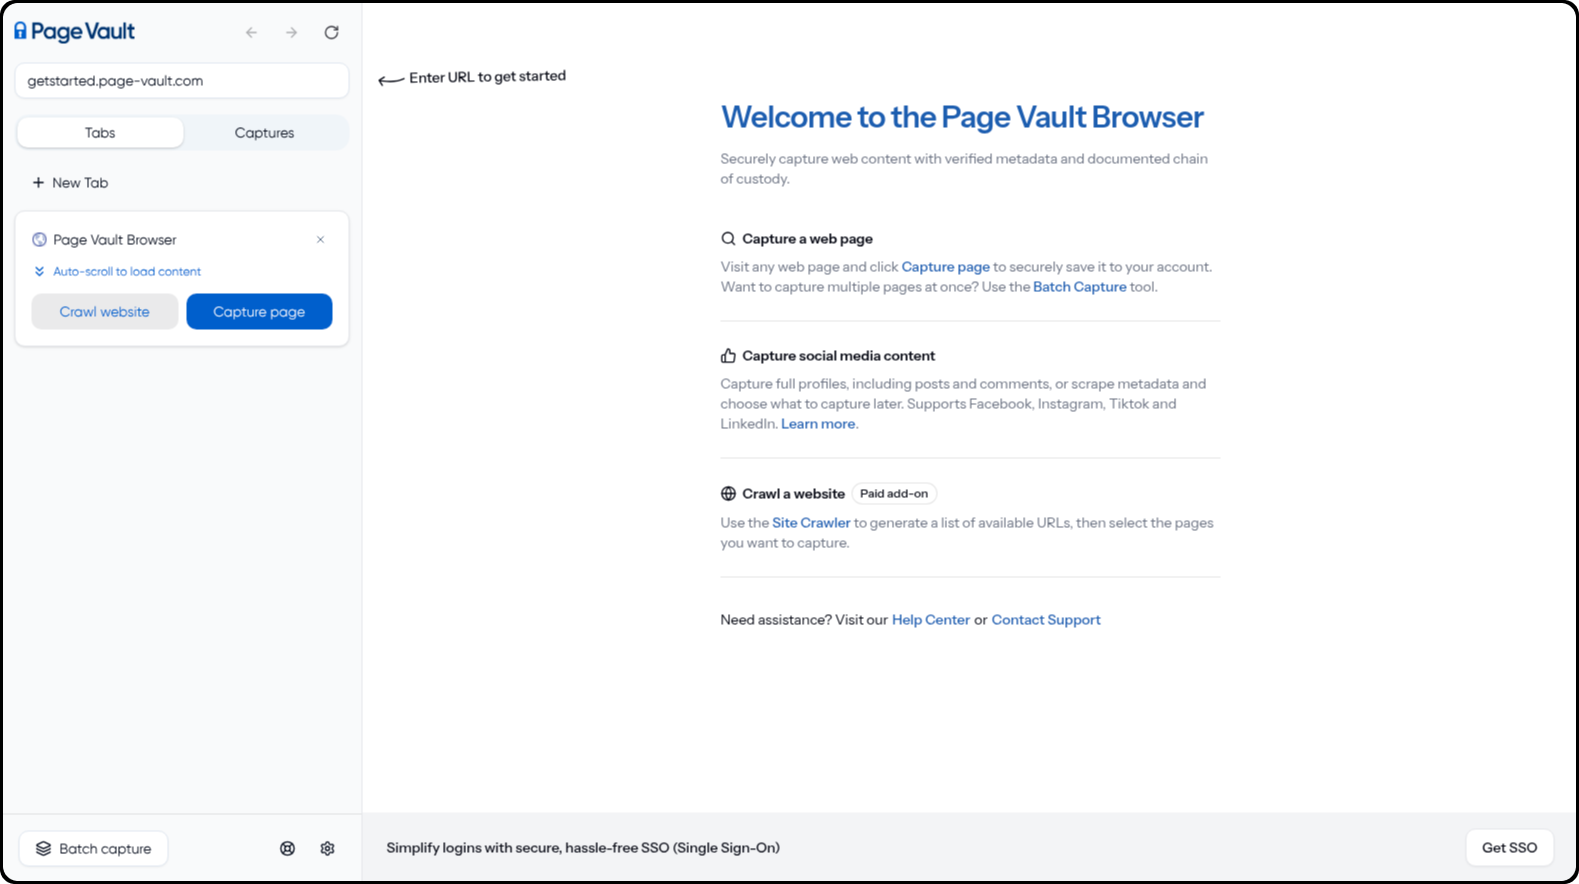 Page Vault
getstarted.page-vault.com
Tabs
Captures
New Tab
Page Vault Browser
Auto-scroll to load content
Crawl website
Capture page
Batch capture
Enter URL to get started
Welcome to the Page Vault Browser
Securely capture web content with verified metadata and documented chain
of custody.
Capture a web page
Visit any web page and click Capture page to securely save it to your account.
Want to capture multiple pages at once? Use the Batch Capture tool.
Capture social media content
Capture full profiles, including posts and comments, or scrape metadata and
choose what to capture later. Supports Facebook, Instagram, Tiktok and
LinkedIn. Learn more.
Crawl a website Paid add-on
Use the Site Crawler to generate a list of available URLs, then select the pages
you want to capture.
Need assistance? Visit our Help Center or Contact Support
Simplify logins with secure, hassle-free SSO (Single Sign-On)
Get SSO